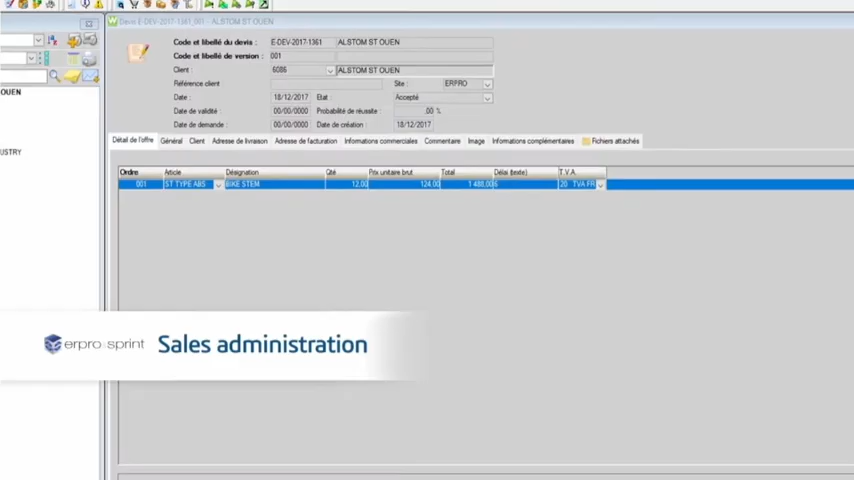 Devis E-DEV-2017-1361_001 - ALSTOM ST OUEN
Code et libellé du devis : E-DEV-2017-1361 ALSTOM ST OUEN
Code et libellé de version : 001
Client : 6086 ALSTOM ST OUEN
Référence client Site : ERPRO
Date : 18/12/2017 Etat : Accepté
Date de validité : 00/00/0000 Probabilité de réussite : .00 %
Date de demande : 00/00/0000 Date de création : 18/12/2017
OUEN
USTRY
Détail de l'offre Général Client Adresse de livraison Adresse de facturation Informations commerciales Commentaire Image Informations complémentaires Fichiers attachés
Ordre Article Désignation Qté Prix unitaire brut Total Délai (texte) T.V.A.
001 ST TYPE ABS BIKE STEM 12,00 124,00 1 488,00 6 20 TVA FR
erpro sprint Sales administration